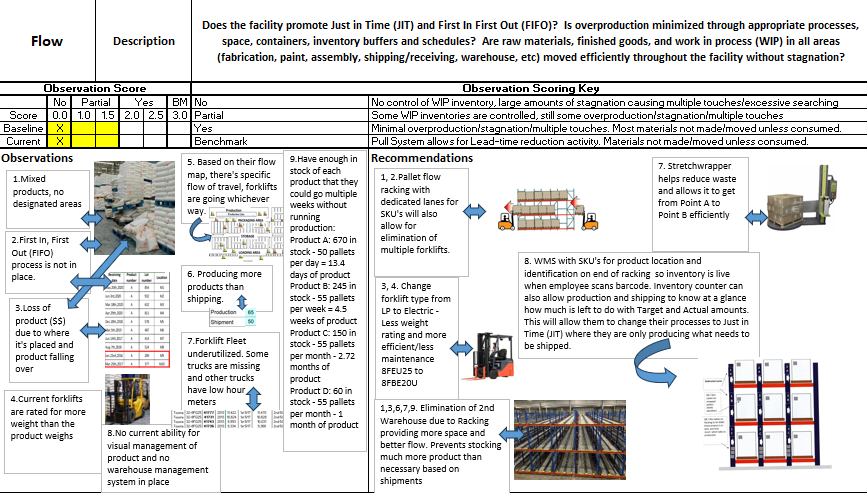 Flow
Description
Does the facility promote Just in Time (JIT) and First In First Out (FIFO)? Is overproduction minimized through appropriate processes,
space, containers, inventory buffers and schedules? Are raw materials, finished goods, and work in process (WIP) in all areas
(fabrication, paint, assembly, shipping/receiving, warehouse, etc) moved efficiently throughout the facility without stagnation?
Observation Score
Observation Scoring Key
No Partial Yes BM No
No control of WIP inventory, large amounts of stagnation causing multiple touches/excessive searching
Score 0.0 1.0 1.5 2.0 2.5 3.0 Partial
Some WIP inventories are controlled, still some overproduction/stagnation/multiple touches
Baseline X Yes
Minimal overproduction/stagnation/multiple touches. Most materials not made/moved unless consumed.
Current X Benchmark
Pull System allows for Lead-time reduction activity. Materials not made/moved unless consumed.
Observations
1.Mixed
products, no
designated areas
2.First In, First
Out (FIFO)
process is not in
place.
3.Loss of
product ($$)
due to where
it's placed and
product falling
over
4.Current forklifts
are rated for more
weight than the
product weighs
5. Based on their flow
map, there's specific
flow of travel, forklifts
are going whichever
way.
6. Producing more
products than
shipping.
Production 65
Shipment 50
7.Forklift Fleet
underutilized. Some
trucks are missing
and other trucks
have low hour
meters
8.No current ability for
visual management of
product and no
warehouse management
system in place
9.Have enough in
stock of each
product that they
could go multiple
weeks without
running
production:
Product A: 670 in
stock - 50 pallets
per day = 13.4
days of product
Product B: 245 in
stock - 55 pallets
per week = 4.5
weeks of product
Product C: 150 in
stock - 55 pallets
per month - 2.72
months of
product
Product D: 60 in
stock - 55 pallets
per month - 1
month of product
Recommendations
1, 2.Pallet flow
racking with
dedicated lanes for
SKU's will also
allow for
elimination of
multiple forklifts.
3, 4. Change
forklift type from
LP to Electric -
Less weight
rating and more
efficient/less
maintenance
8FEU25 to
8FBE20U
1,3,6,7,9. Elimination of 2nd
Warehouse due to Racking
providing more space and
better flow. Prevents stocking
much more product than
necessary based on
shipments
7. Stretchwrapper
helps reduce waste
and allows it to get
from Point A to
Point B efficiently
8. WMS with SKU's for product location and
identification on end of racking so inventory is live
when employee scans barcode. Inventory counter can
also allow production and shipping to know at a glance
how much is left to do with Target and Actual amounts.
This will allow them to change their processes to Just in
Time (JIT) where they are only producing what needs to
be shipped.